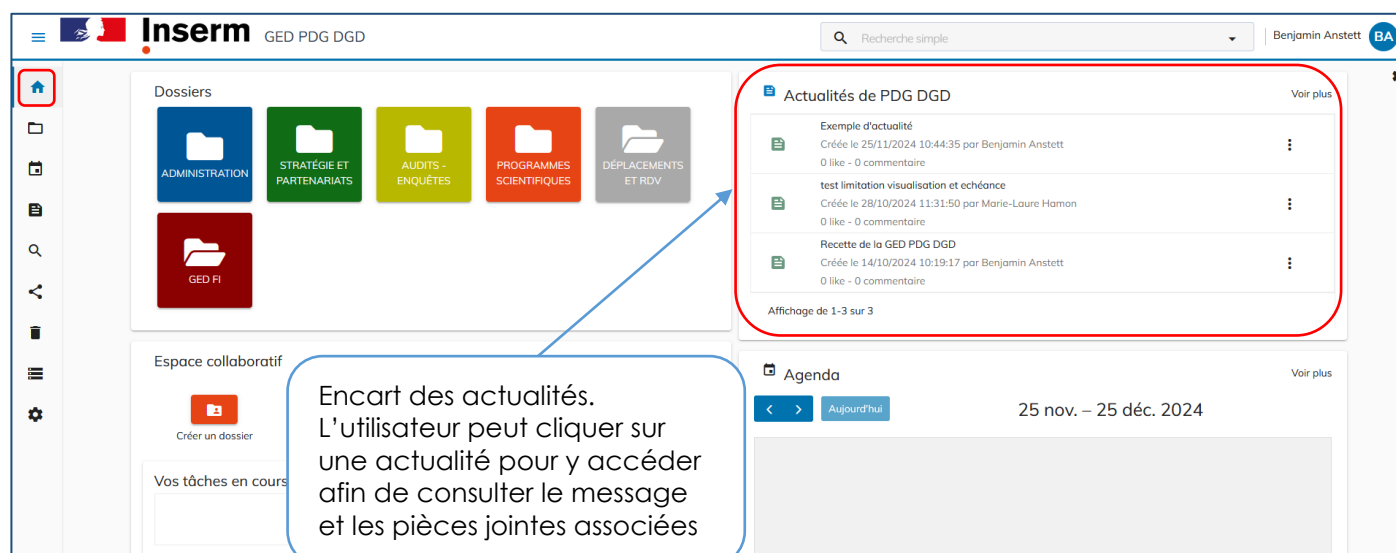 Inserm GED PDG DGD
Recherche simple
Benjamin Anstett BA
Dossiers
ADMINISTRATION
STRATÉGIE ET
PARTENARIATS
AUDITS -
ENQUÊTES
PROGRAMMES
SCIENTIFIQUES
DÉPLACEMENTS
ET RDV
GED FI
Actualités de PDG DGD
Voir plus
Exemple d'actualité
Créée le 25/11/2024 10:44:35 par Benjamin Anstett
0 like - 0 commentaire
test limitation visualisation et echéance
Créée le 28/10/2024 11:31:50 par Marie-Laure Hamon
0 like - 0 commentaire
Recette de la GED PDG DGD
Créée le 14/10/2024 10:19:17 par Benjamin Anstett
0 like - 0 commentaire
Affichage de 1-3 sur 3
Espace collaboratif
Créer un dossier
Vos tâches en cours
Encart des actualités.
L'utilisateur peut cliquer sur
une actualité pour y accéder
afin de consulter le message
et les pièces jointes associées
Agenda
Voir plus
Aujourd'hui
25 nov. – 25 déc. 2024